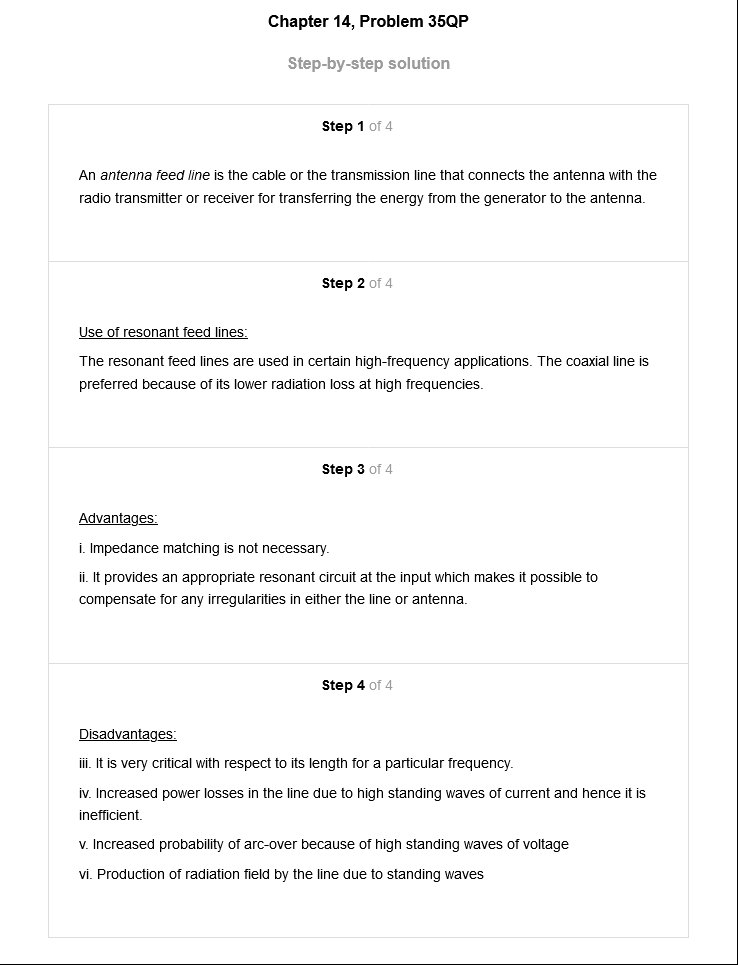 Chapter 14, Problem 35QP
Step-by-step solution
Step 1 of 4
An antenna feed line is the cable or the transmission line that connects the antenna with the
radio transmitter or receiver for transferring the energy from the generator to the antenna.
Step 2 of 4
Use of resonant feed lines:
The resonant feed lines are used in certain high-frequency applications. The coaxial line is
preferred because of its lower radiation loss at high frequencies.
Step 3 of 4
Advantages:
i. Impedance matching is not necessary.
ii. It provides an appropriate resonant circuit at the input which makes it possible to
compensate for any irregularities in either the line or antenna.
Step 4 of 4
Disadvantages:
iii. It is very critical with respect to its length for a particular frequency.
iv. Increased power losses in the line due to high standing waves of current and hence it is
inefficient.
v. Increased probability of arc-over because of high standing waves of voltage
vi. Production of radiation field by the line due to standing waves